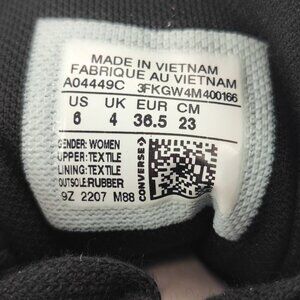 MADE IN VIETNAM
FABRIQUE AU VIETNAM
A04449C 3FKGW4M400166
US UK EUR CM
6 4 36.5 23
GENDER: WOMEN
UPPER: TEXTILE
LINING: TEXTILE
OUTSOLE: RUBBER
9Z 2207 M88
CONVERSE